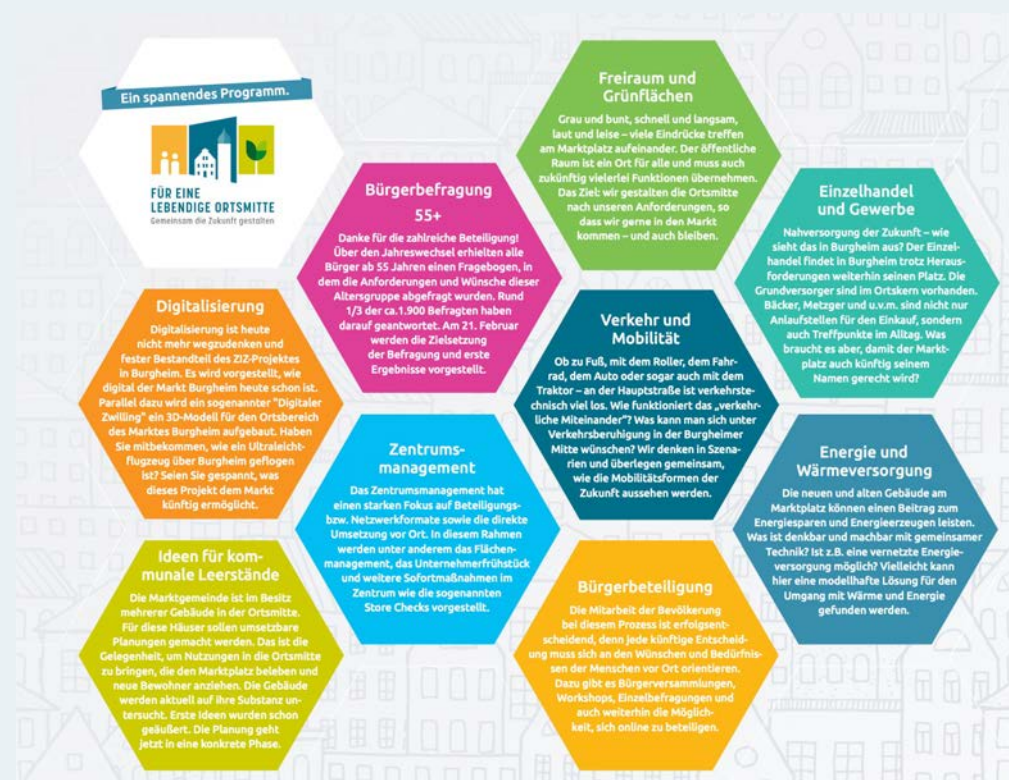 Ein spannendes Programm.
FÜR EINE
LEBENDIGE ORTSMITTE
Gemeinsam die Zukunft gestalten
Freiraum und
Grünflächen
Grau und bunt, schnell und langsam,
laut und leise – viele Eindrücke treffen
am Marktplatz aufeinander. Der öffentliche
Raum ist ein Ort für alle und muss auch
zukünftig vielerlei Funktionen übernehmen.
Das Ziel: wir gestalten die Ortsmitte
nach unseren Anforderungen, so
dass wir gerne in den Markt
kommen – und auch bleiben.
Bürgerbefragung
55+
Danke für die zahlreiche Beteiligung!
Über den Jahreswechsel erhielten alle
Bürger ab 55 Jahren einen Fragebogen, in
dem die Anforderungen und Wünsche dieser
Altersgruppe abgefragt wurden. Rund
1/3 der ca.1.900 Befragten haben
darauf geantwortet. Am 21. Februar
werden die Zielsetzung
der Befragung und erste
Ergebnisse vorgestellt.
Einzelhandel
und Gewerbe
Nahversorgung der Zukunft – wie
sieht das in Burgheim aus? Der Einzel-
handel findet in Burgheim trotz Heraus-
forderungen weiterhin seinen Platz. Die
Grundversorger sind im Ortskern vorhanden.
Bäcker, Metzger und u.v.m. sind nicht nur
Anlaufstellen für den Einkauf, sondern
auch Treffpunkte im Alltag. Was
braucht es aber, damit der Markt-
platz auch künftig seinem
Namen gerecht wird?
Digitalisierung
Digitalisierung ist heute
nicht mehr wegzudenken und
fester Bestandteil des ZIZ-Projektes
in Burgheim. Es wird vorgestellt, wie
digital der Markt Burgheim heute schon ist.
Parallel dazu wird ein sogenannter "Digitaler
Zwilling" ein 3D-Modell für den Ortsbereich
des Marktes Burgheim aufgebaut. Haben
Sie mitbekommen, wie ein Ultraleicht-
flugzeug über Burgheim geflogen
ist? Seien Sie gespannt, was
dieses Projekt dem Markt
künftig ermöglicht.
Verkehr und
Mobilität
Ob zu Fuß, mit dem Roller, dem Fahr-
rad, dem Auto oder sogar auch mit dem
Traktor – an der Hauptstraße ist verkehrste-
chnisch viel los. Wie funktioniert das „verkehr-
liche Miteinander“? Was kann man sich unter
Verkehrsberuhigung in der Burgheimer
Mitte wünschen? Wir denken in Szena-
rien und überlegen gemeinsam,
wie die Mobilitätsformen der
Zukunft aussehen werden.
Zentrums-
management
Das Zentrumsmanagement hat
einen starken Fokus auf Beteiligungs-
bzw. Netzwerkformate sowie die direkte
Umsetzung vor Ort. In diesem Rahmen
werden unter anderem das Flächen-
management, das Unternehmerfrühstück
und weitere Sofortmaßnahmen im
Zentrum wie die sogenannten
Store Checks vorgestellt.
Energie und
Wärmeversorgung
Die neuen und alten Gebäude am
Marktplatz können einen Beitrag zum
Energiesparen und Energieerzeugen leisten.
Was ist denkbar und machbar mit gemeinsamer
Technik? Ist z.B. eine vernetzte Energie-
versorgung möglich? Vielleicht kann
hier eine modellhafte Lösung für den
Umgang mit Wärme und Energie
gefunden werden.
Ideen für kom-
munale Leerstände
Die Marktgemeinde ist im Besitz
mehrerer Gebäude in der Ortsmitte.
Für diese Häuser sollen umsetzbare
Planungen gemacht werden. Das ist die
Gelegenheit, um Nutzungen in die Ortsmitte
zu bringen, die den Marktplatz beleben und
neue Bewohner anziehen. Die Gebäude
werden aktuell auf ihre Substanz un-
tersucht. Erste Ideen wurden schon
geäußert. Die Planung geht
jetzt in eine konkrete Phase.
Bürgerbeteiligung
Die Mitarbeit der Bevölkerung
bei diesem Prozess ist erfolgsent-
scheidend, denn jede künftige Entscheid-
ung muss sich an den Wünschen und Bedürfnis-
sen der Menschen vor Ort orientieren.
Dazu gibt es Bürgerversammlungen,
Workshops, Einzelbefragungen und
auch weiterhin die Möglich-
keit, sich online zu beteiligen.